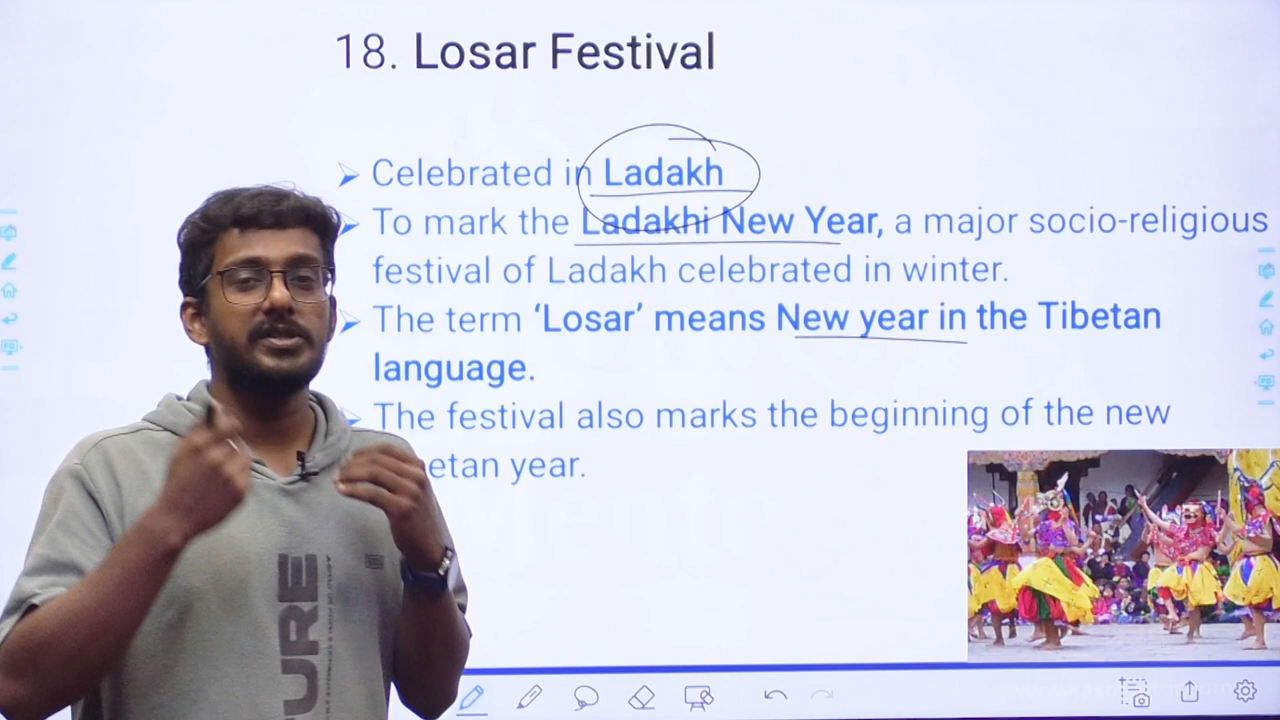 18. Losar Festival
Celebrated in Ladakh
To mark the Ladakhi New Year, a major socio-religious
festival of Ladakh celebrated in winter.
The term ‘Losar’ means New year in the Tibetan
language.
The festival also marks the beginning of the new
etan year.
URE